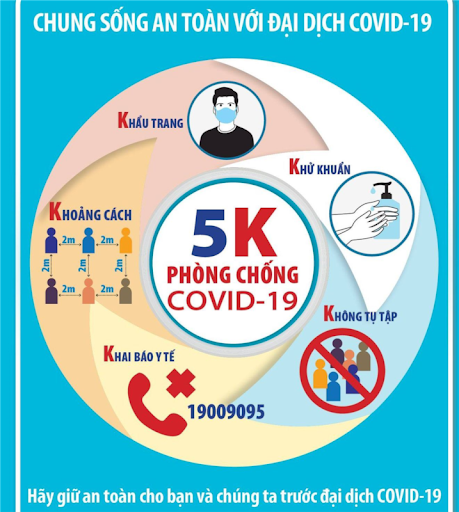 CHUNG SỐNG AN TOÀN VỚI ĐẠI DỊCH COVID-19
KHẨU TRANG
KHỬ KHUẨN
KHOẢNG CÁCH
2m 2m
2m 2m
2m 2m
5K
PHÒNG CHỐNG
COVID-19
KHÔNG TỤ TẬP
KHAI BÁO Y TẾ
19009095
Hãy giữ an toàn cho bạn và chúng ta trước đại dịch COVID-19